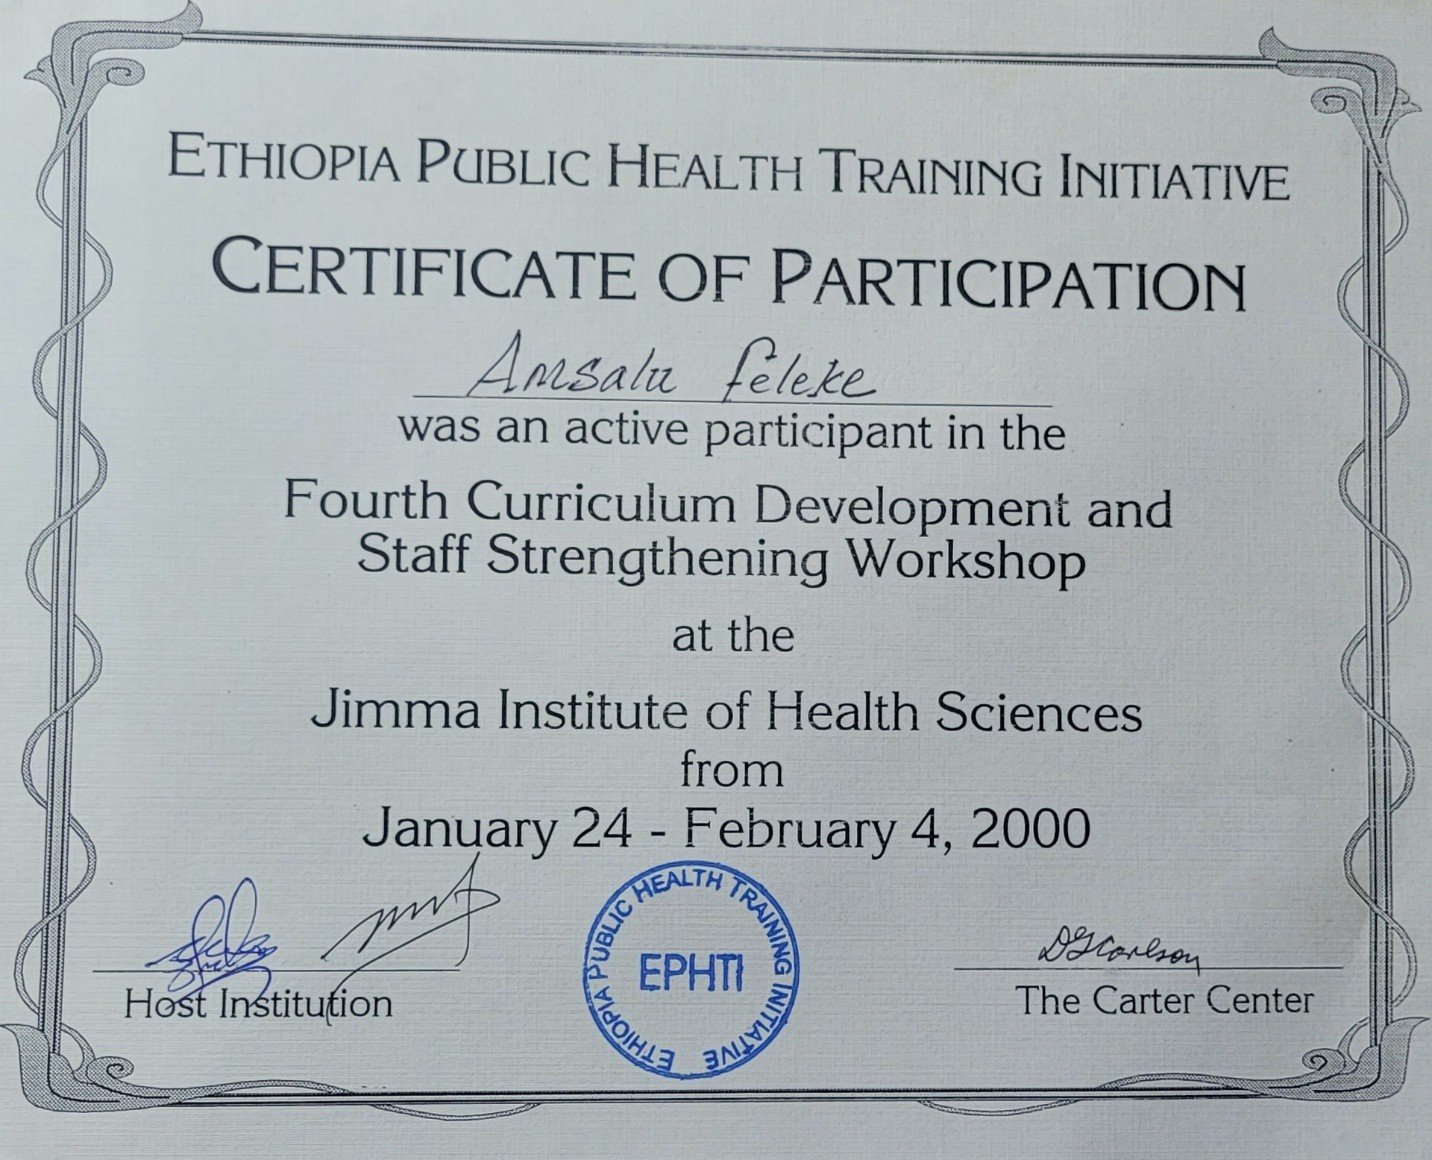 ETHIOPIA PUBLIC HEALTH TRAINING INITIATIVE
CERTIFICATE OF PARTICIPATION
Amsalu Feleke
was an active participant in the
Fourth Curriculum Development and
Staff Strengthening Workshop
at the
Jimma Institute of Health Sciences
from
January 24 - February 4, 2000
ETHIOPIA PUBLIC HEALTH TRAINING INITIATIVE
EPHTI
DGCarlson
Host Institution
The Carter Center